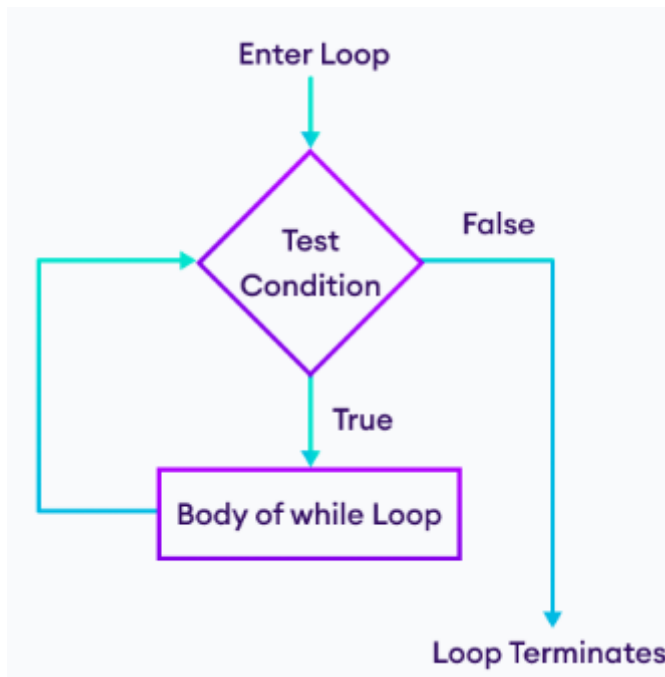 Enter Loop
Test
Condition
False
True
Body of while Loop
Loop Terminates